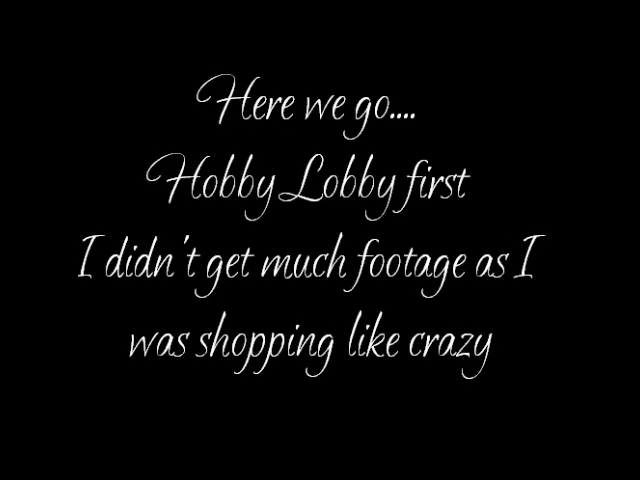 Here we go....
Hobby Lobby first
I didn't get much footage as I
was shopping like crazy